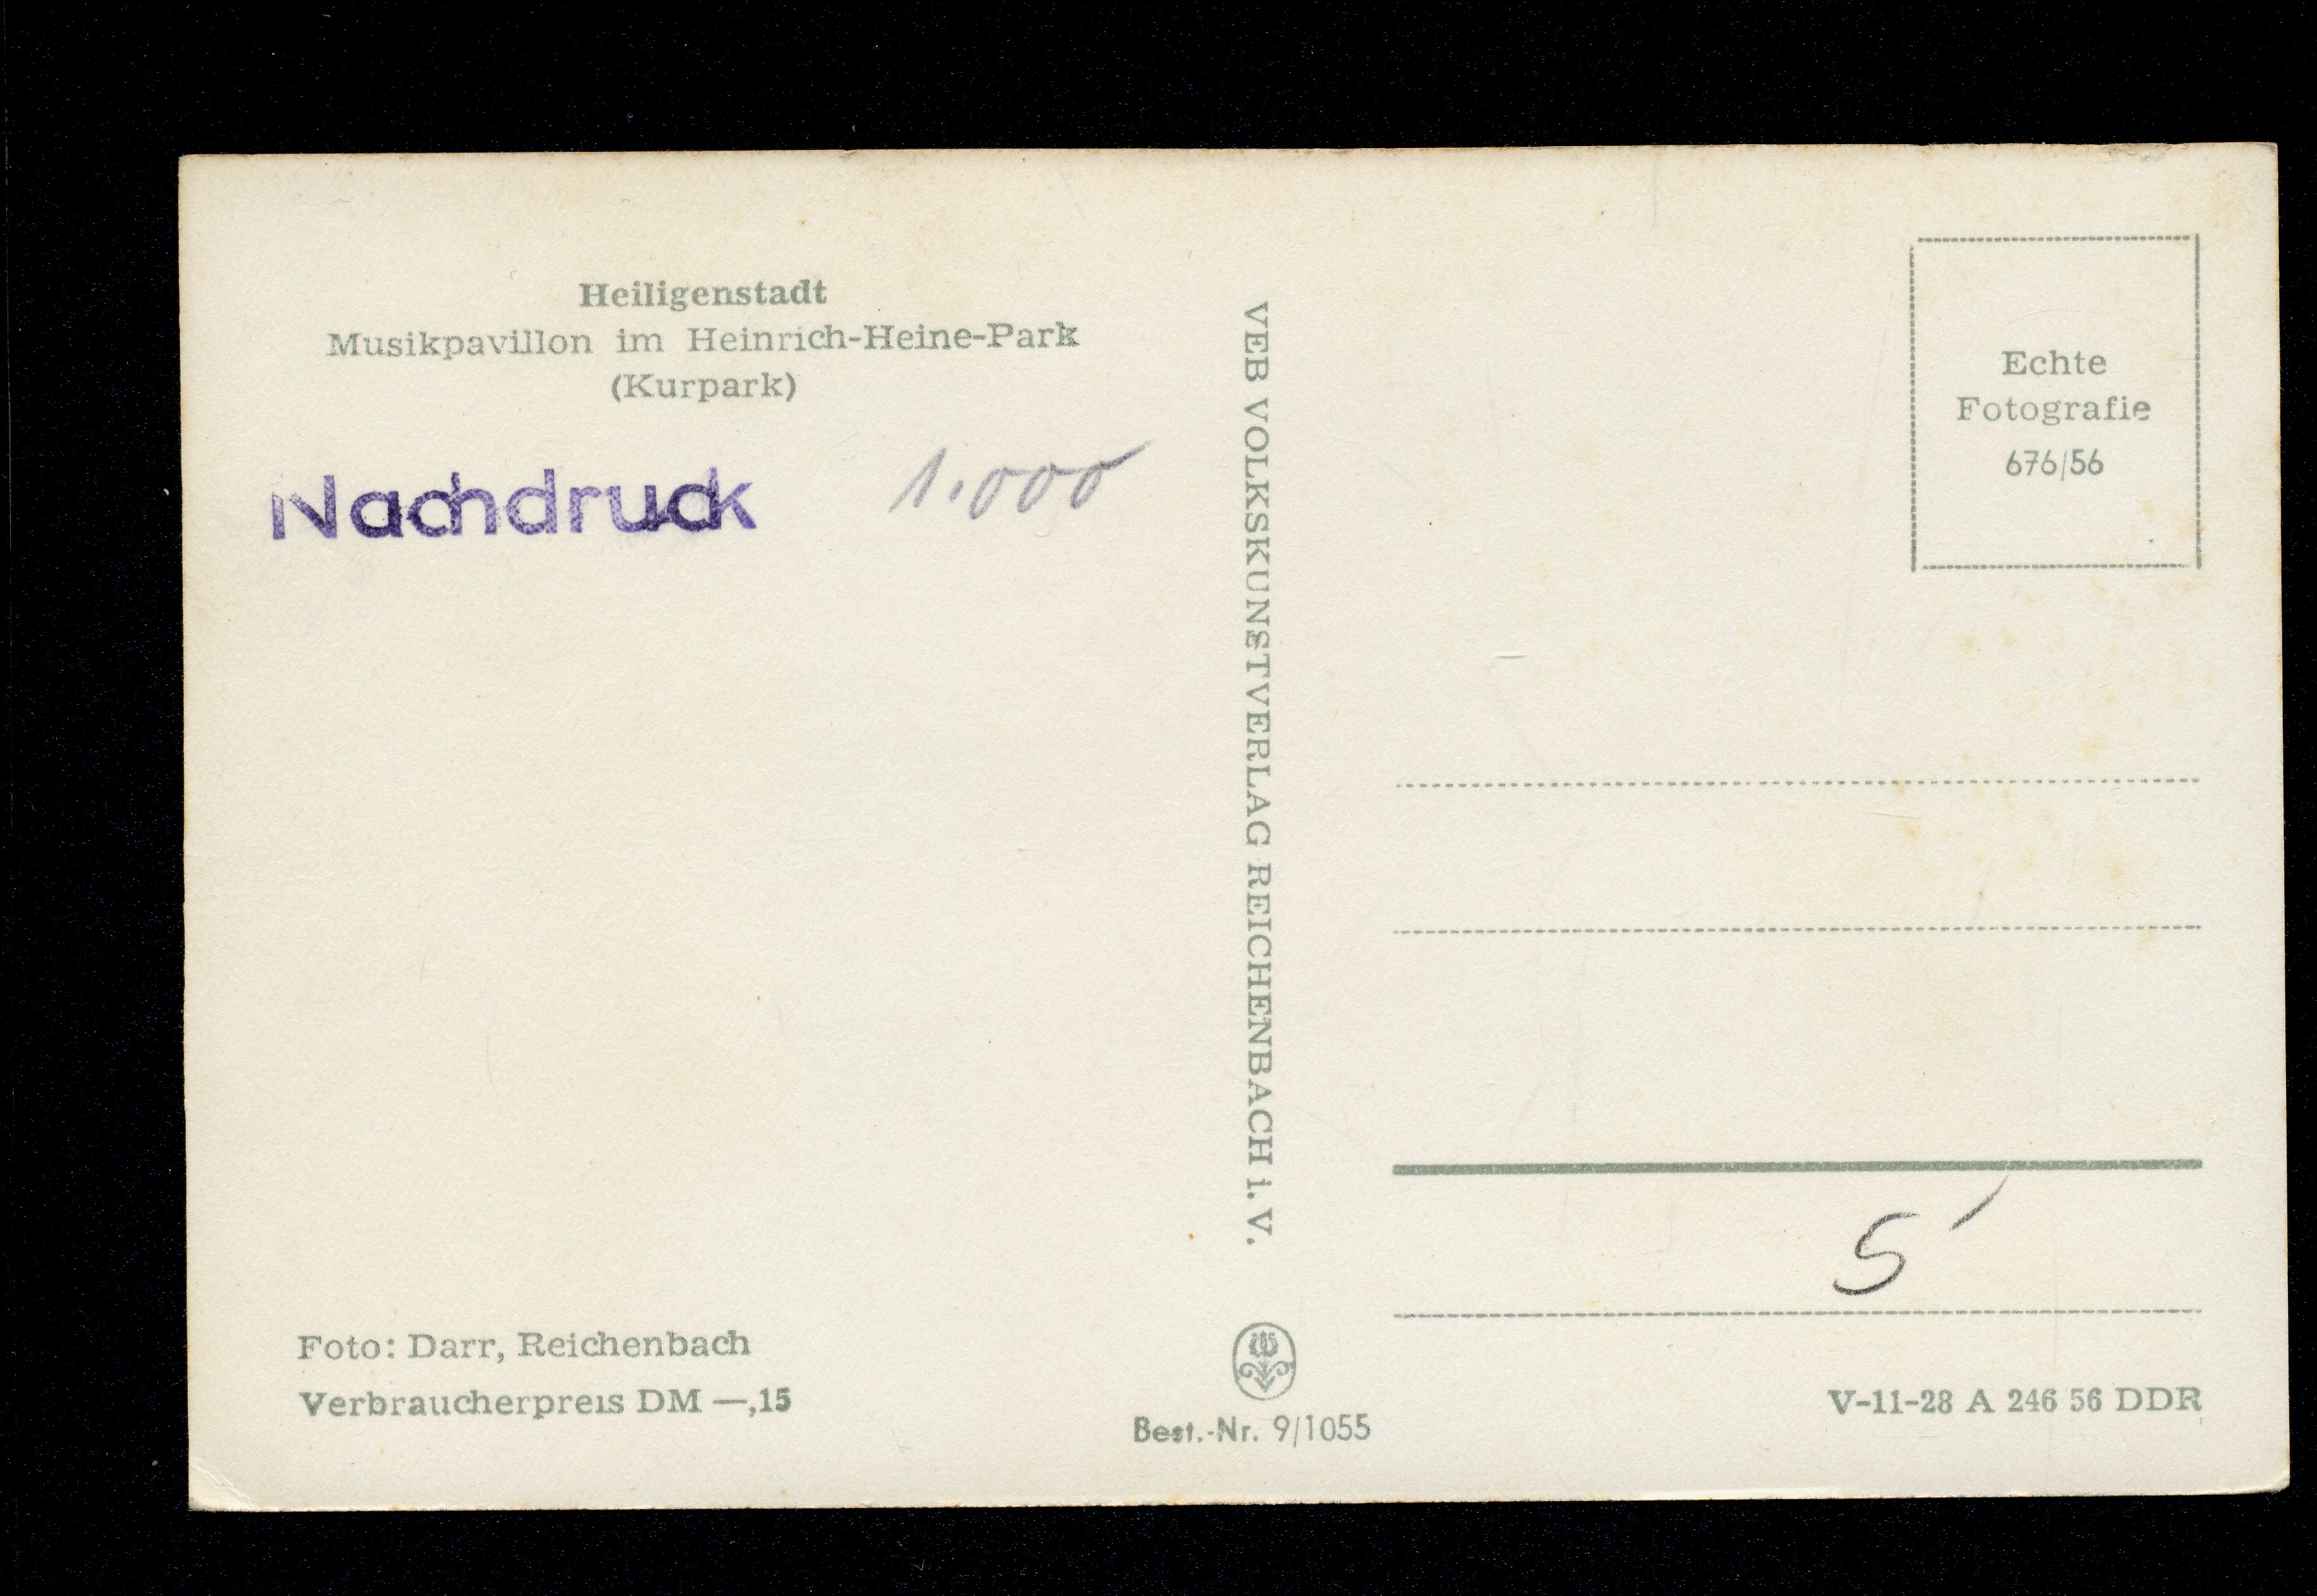 Heiligenstadt
Musikpavillon im Heinrich-Heine-Park
(Kurpark)
Nachdruck 1.000
VEB VOLKSKUNSTVERLAG REICHENBACH i. V.
Echte
Fotografie
676/56
5
Foto: Darr, Reichenbach
Verbraucherpreis DM —,15
Best.-Nr. 9/1055
V-11-28 A 246 56 DDR